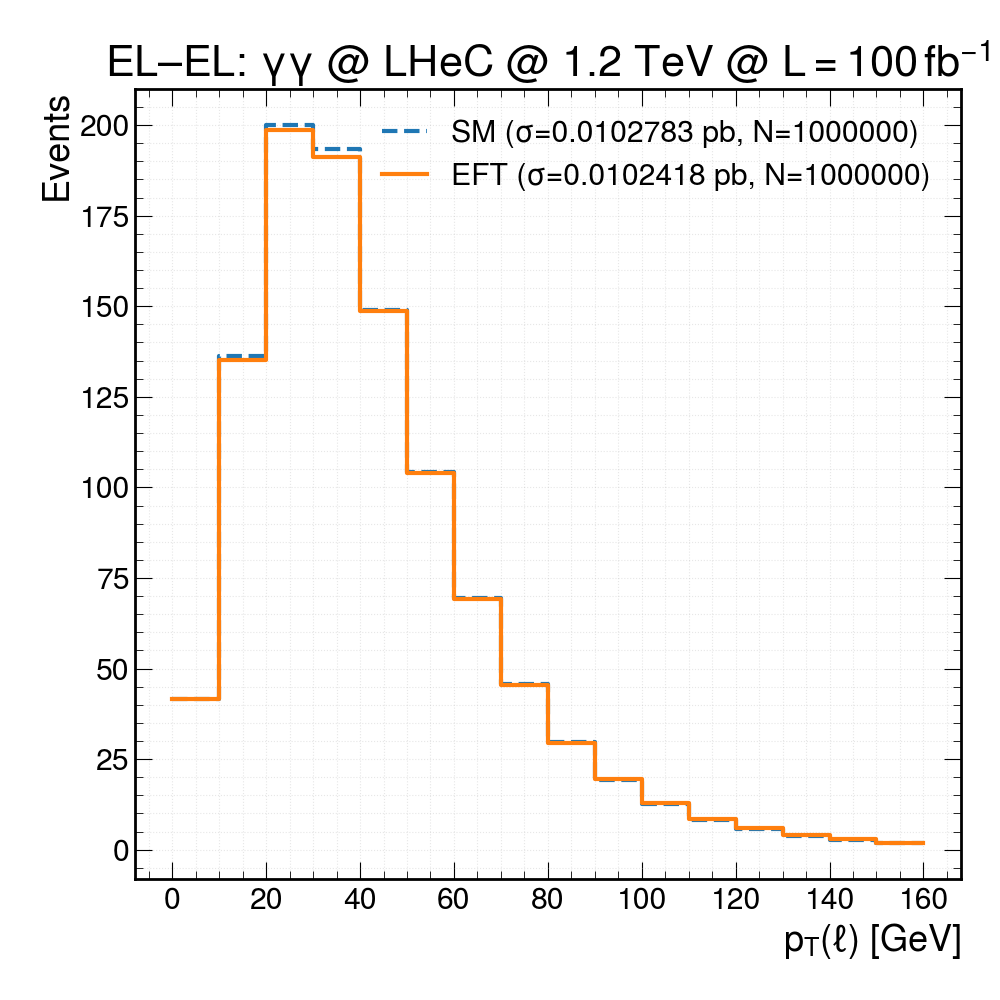 EL–EL: γγ @ LHeC @ 1.2 TeV @ L = 100 fb⁻¹
Events
SM (σ=0.0102783 pb, N=1000000)
EFT (σ=0.0102418 pb, N=1000000)
200
175
150
125
100
75
50
25
0
0 20 40 60 80 100 120 140 160
p_T(ℓ) [GeV]